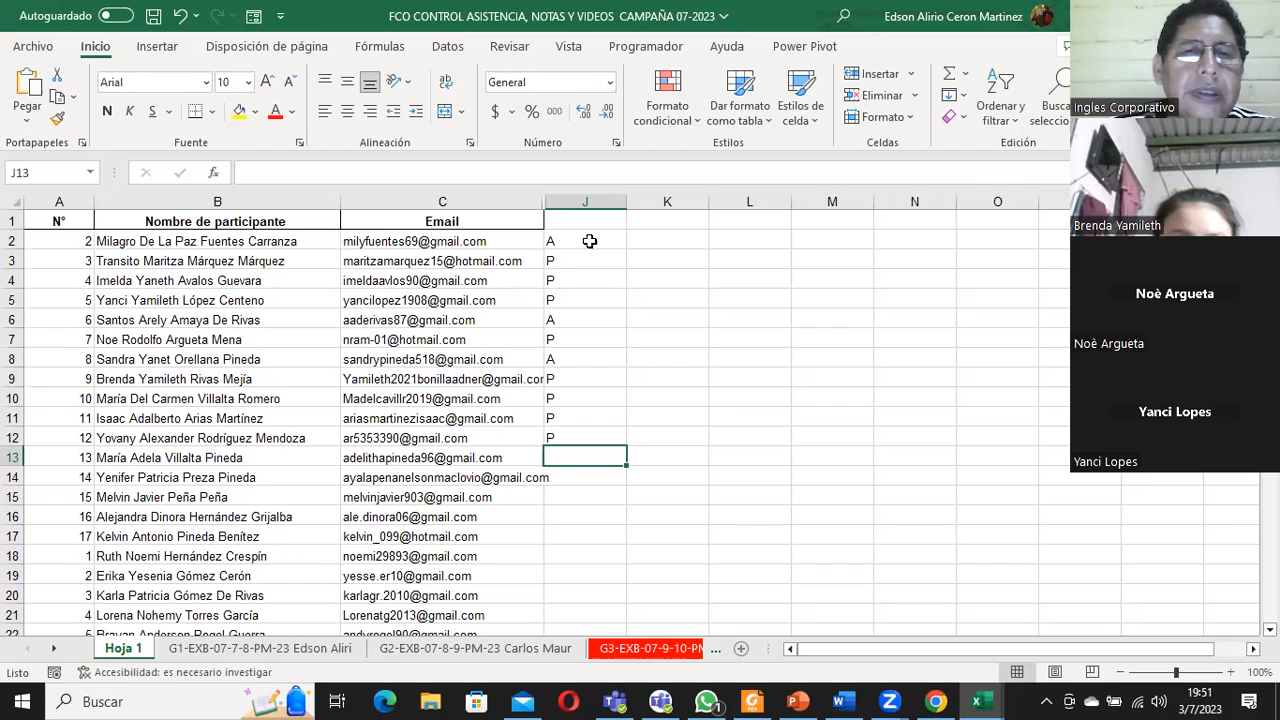 Autoguardado
FCO CONTROL ASISTENCIA, NOTAS Y VIDEOS CAMPAÑA 07-2023
Edson Alirio Ceron Martinez
Archivo Inicio Insertar Disposición de página Fórmulas Datos Revisar Vista Programador Ayuda Power Pivot
Pegar
Arial 10
N K S
General
Formato condicional
Dar formato como tabla
Estilos de celda
Insertar
Eliminar
Formato
Ordenar y filtrar
Portapapeles Fuente Alineación Número Estilos Celdas Edición
J13
A B C J K L M N O
1 N° Nombre de participante Email
2 2 Milagro De La Paz Fuentes Carranza milyfuentes69@gmail.com A
3 3 Transito Maritza Márquez Márquez maritzamarquez15@hotmail.com P
4 4 Imelda Yaneth Avalos Guevara imeldaavlos90@gmail.com P
5 5 Yanci Yamileth López Centeno yancilopez1908@gmail.com P
6 6 Santos Arely Amaya De Rivas aaderivas87@gmail.com A
7 7 Noe Rodolfo Argueta Mena nram-01@hotmail.com P
8 8 Sandra Yanet Orellana Pineda sandrypineda518@gmail.com A
9 9 Brenda Yamileth Rivas Mejía Yamileth2021bonillaadner@gmail.com P
10 10 María Del Carmen Villalta Romero Madelcavillr2019@gmail.com P
11 11 Isaac Adalberto Arias Martínez ariasmartinezisaac@gmail.com P
12 12 Yovany Alexander Rodríguez Mendoza ar5353390@gmail.com P
13 13 María Adela Villalta Pineda adelithapineda96@gmail.com
14 14 Yenifer Patricia Preza Pineda ayalapenanelsonmaclovio@gmail.com
15 15 Melvin Javier Peña Peña melvinjavier903@gmail.com
16 16 Alejandra Dinora Hernández Grijalba ale.dinora06@gmail.com
17 17 Kelvin Antonio Pineda Benítez kelvin_099@hotmail.com
18 1 Ruth Noemi Hernández Crespín noemi29893@gmail.com
19 2 Erika Yesenia Gómez Cerón yesse.er10@gmail.com
20 3 Karla Patricia Gómez De Rivas karlagr.2010@gmail.com
21 4 Lorena Nohemy Torres García Lorenatg2013@gmail.com
Hoja 1 G1-EXB-07-7-8-PM-23 Edson Aliri G2-EXB-07-8-9-PM-23 Carlos Maur G3-EXB-07-9-10-PM ...
Listo Accesibilidad: es necesario investigar 100%
Buscar
1
19:51
3/7/2023
Ingles Corporativo
Brenda Yamileth
Noè Argueta
Noè Argueta
Yanci Lopes
Yanci Lopes